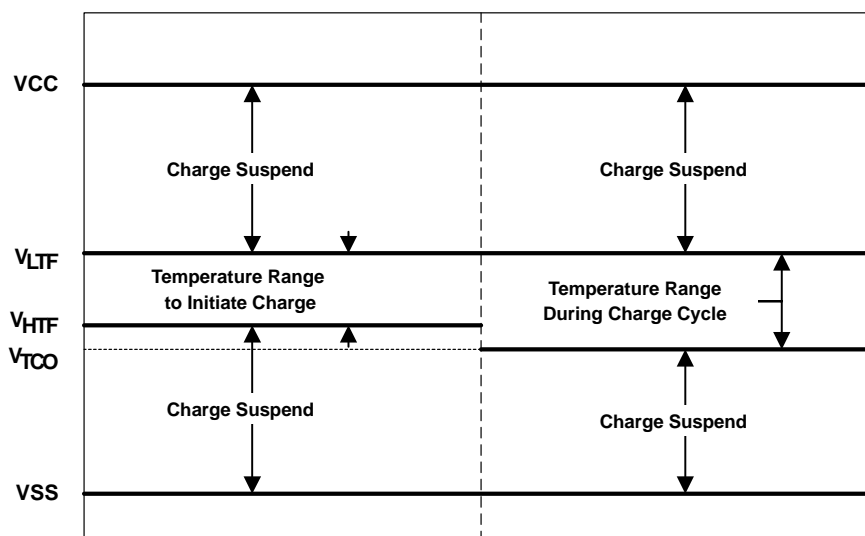 VCC
Charge Suspend
Charge Suspend
VLTF
Temperature Range
to Initiate Charge
Temperature Range
During Charge Cycle
VHTF
VTCO
Charge Suspend
Charge Suspend
VSS